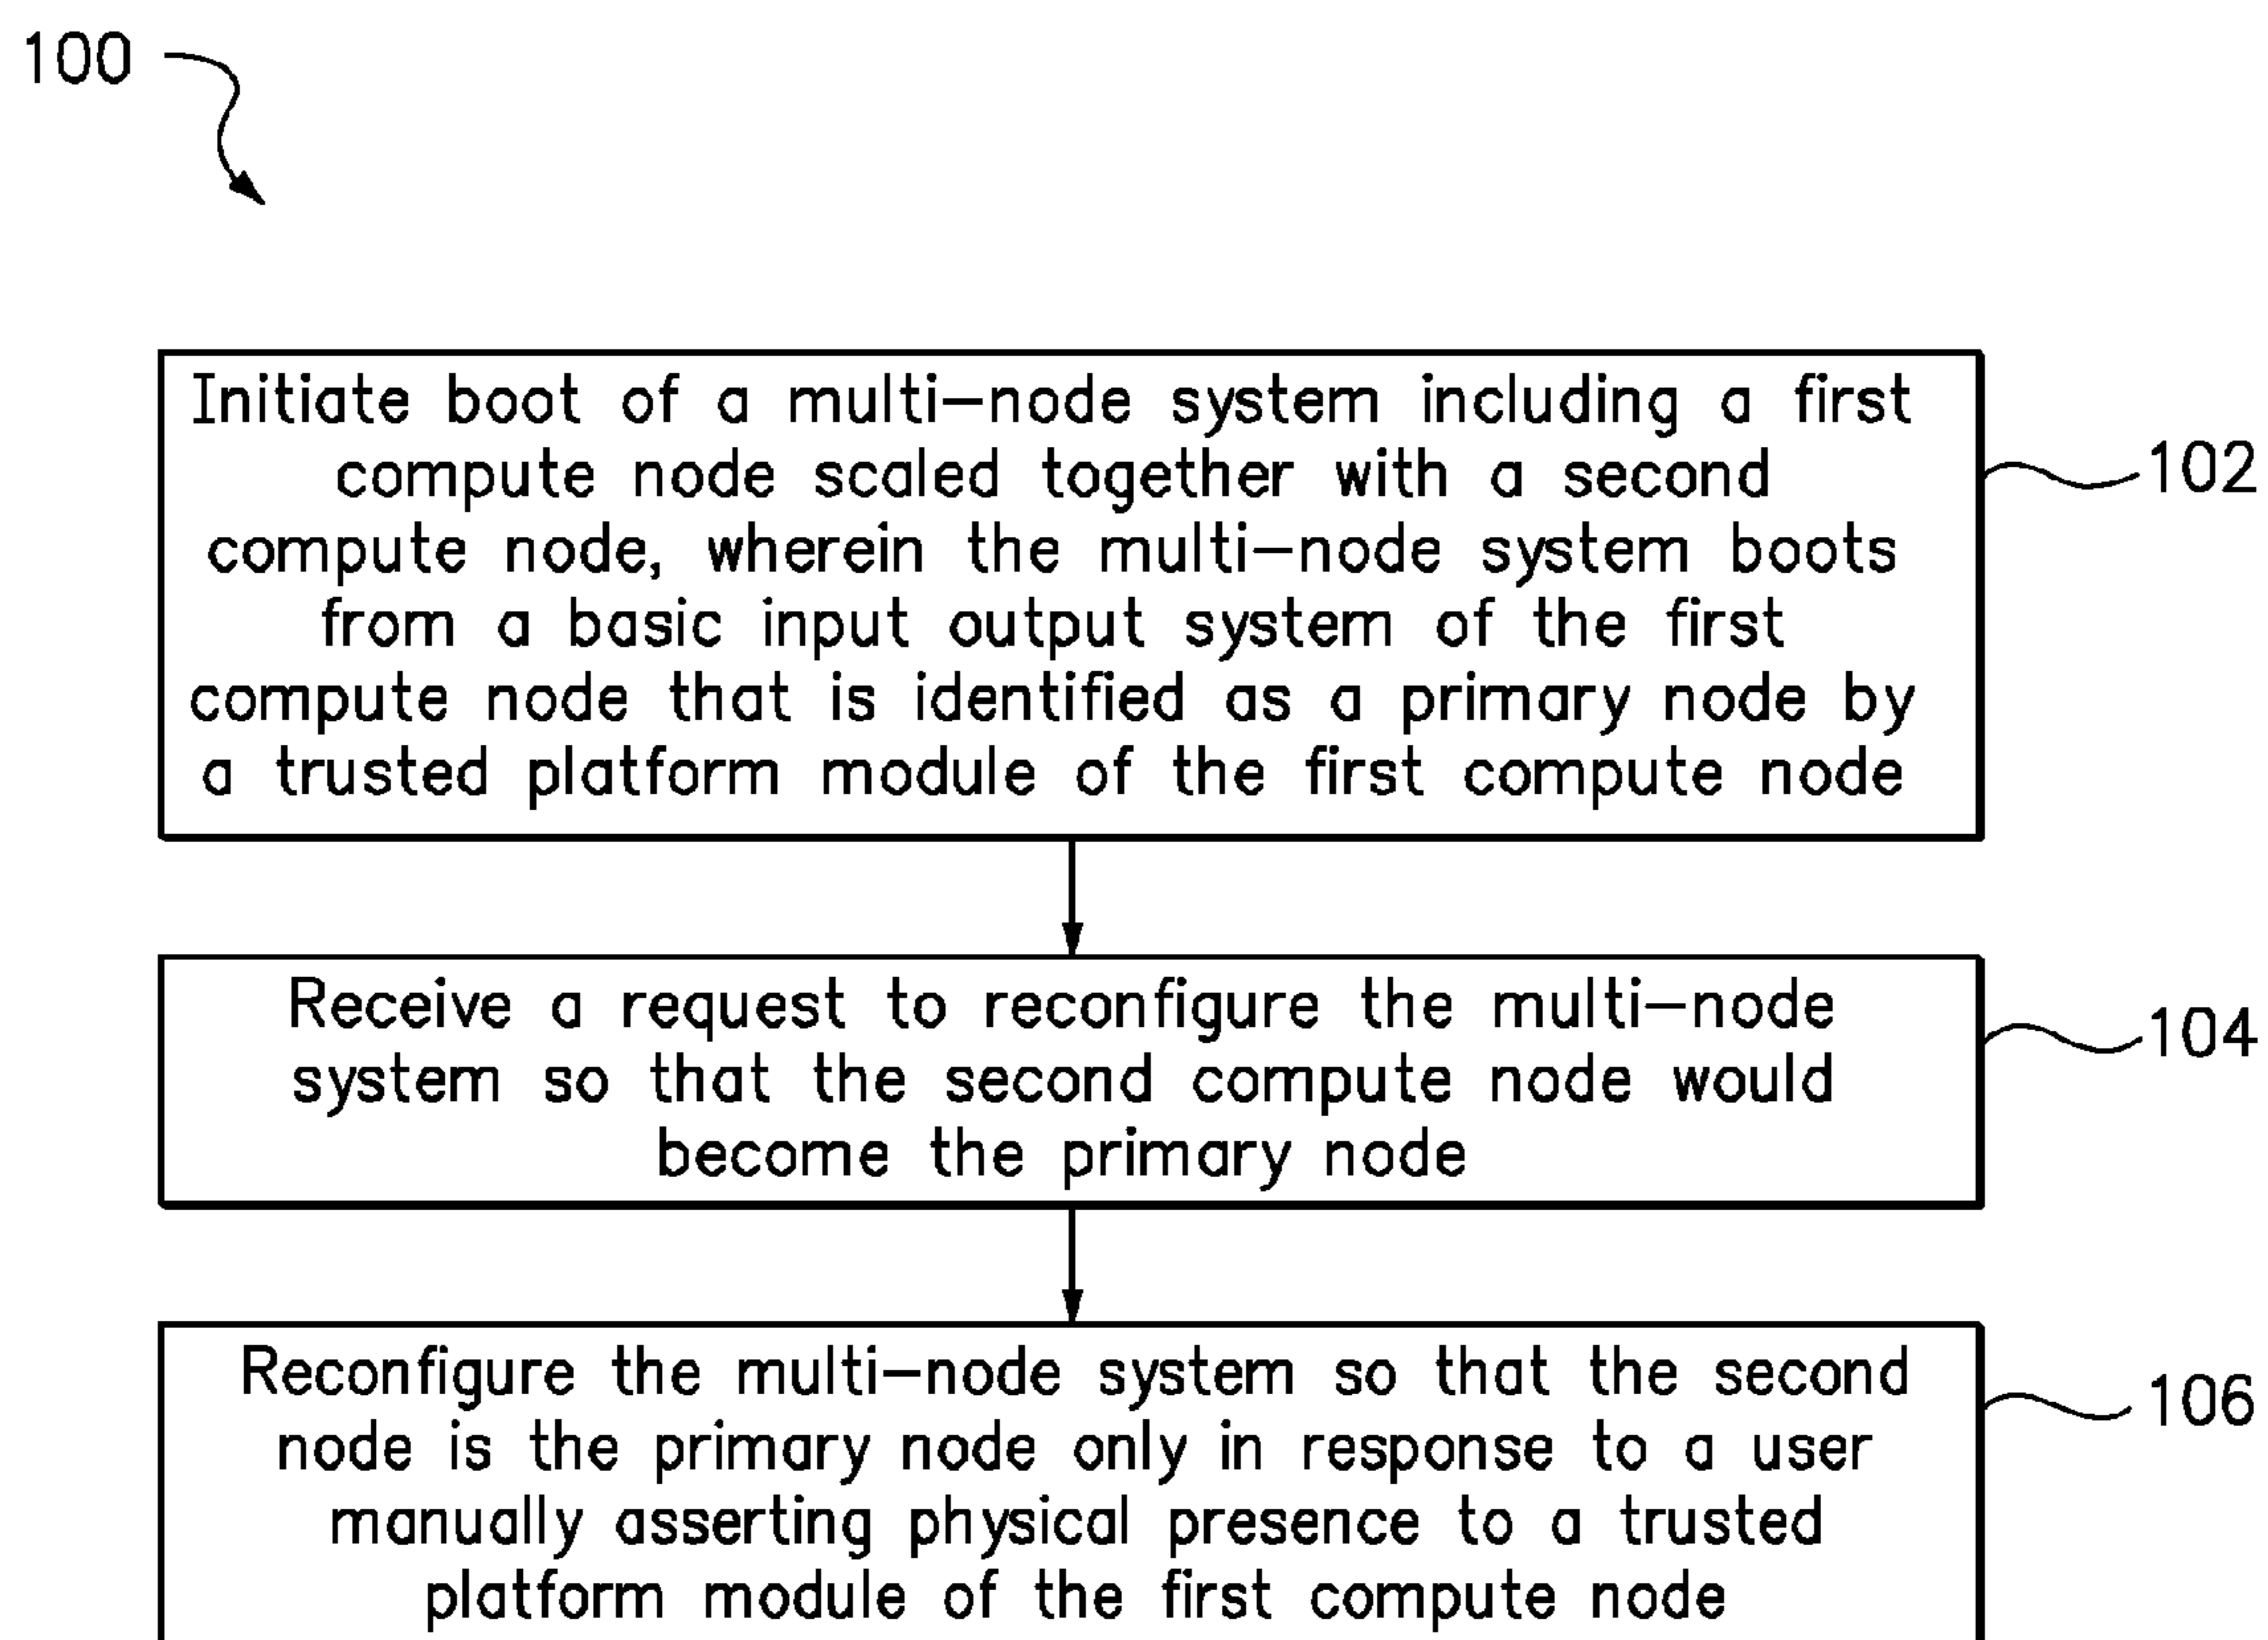 100
Initiate boot of a multi–node system including a first
compute node scaled together with a second
compute node, wherein the multi–node system boots
from a basic input output system of the first
compute node that is identified as a primary node by
a trusted platform module of the first compute node
102
Receive a request to reconfigure the multi–node
system so that the second compute node would
become the primary node
104
Reconfigure the multi–node system so that the second
node is the primary node only in response to a user
manually asserting physical presence to a trusted
platform module of the first compute node
106